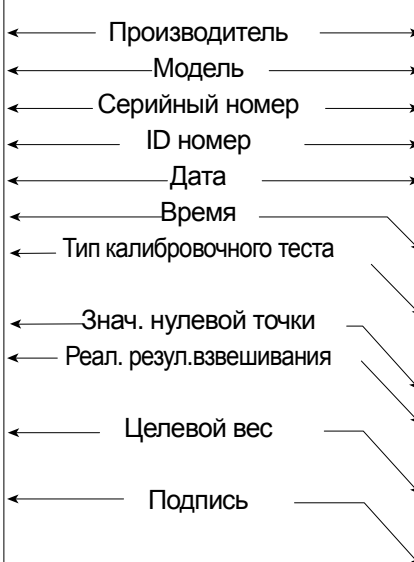 Производитель
Модель
Серийный номер
ID номер
Дата
Время
Тип калибровочного теста
Знач. нулевой точки
Реал. резул.взвешивания
Целевой вес
Подпись